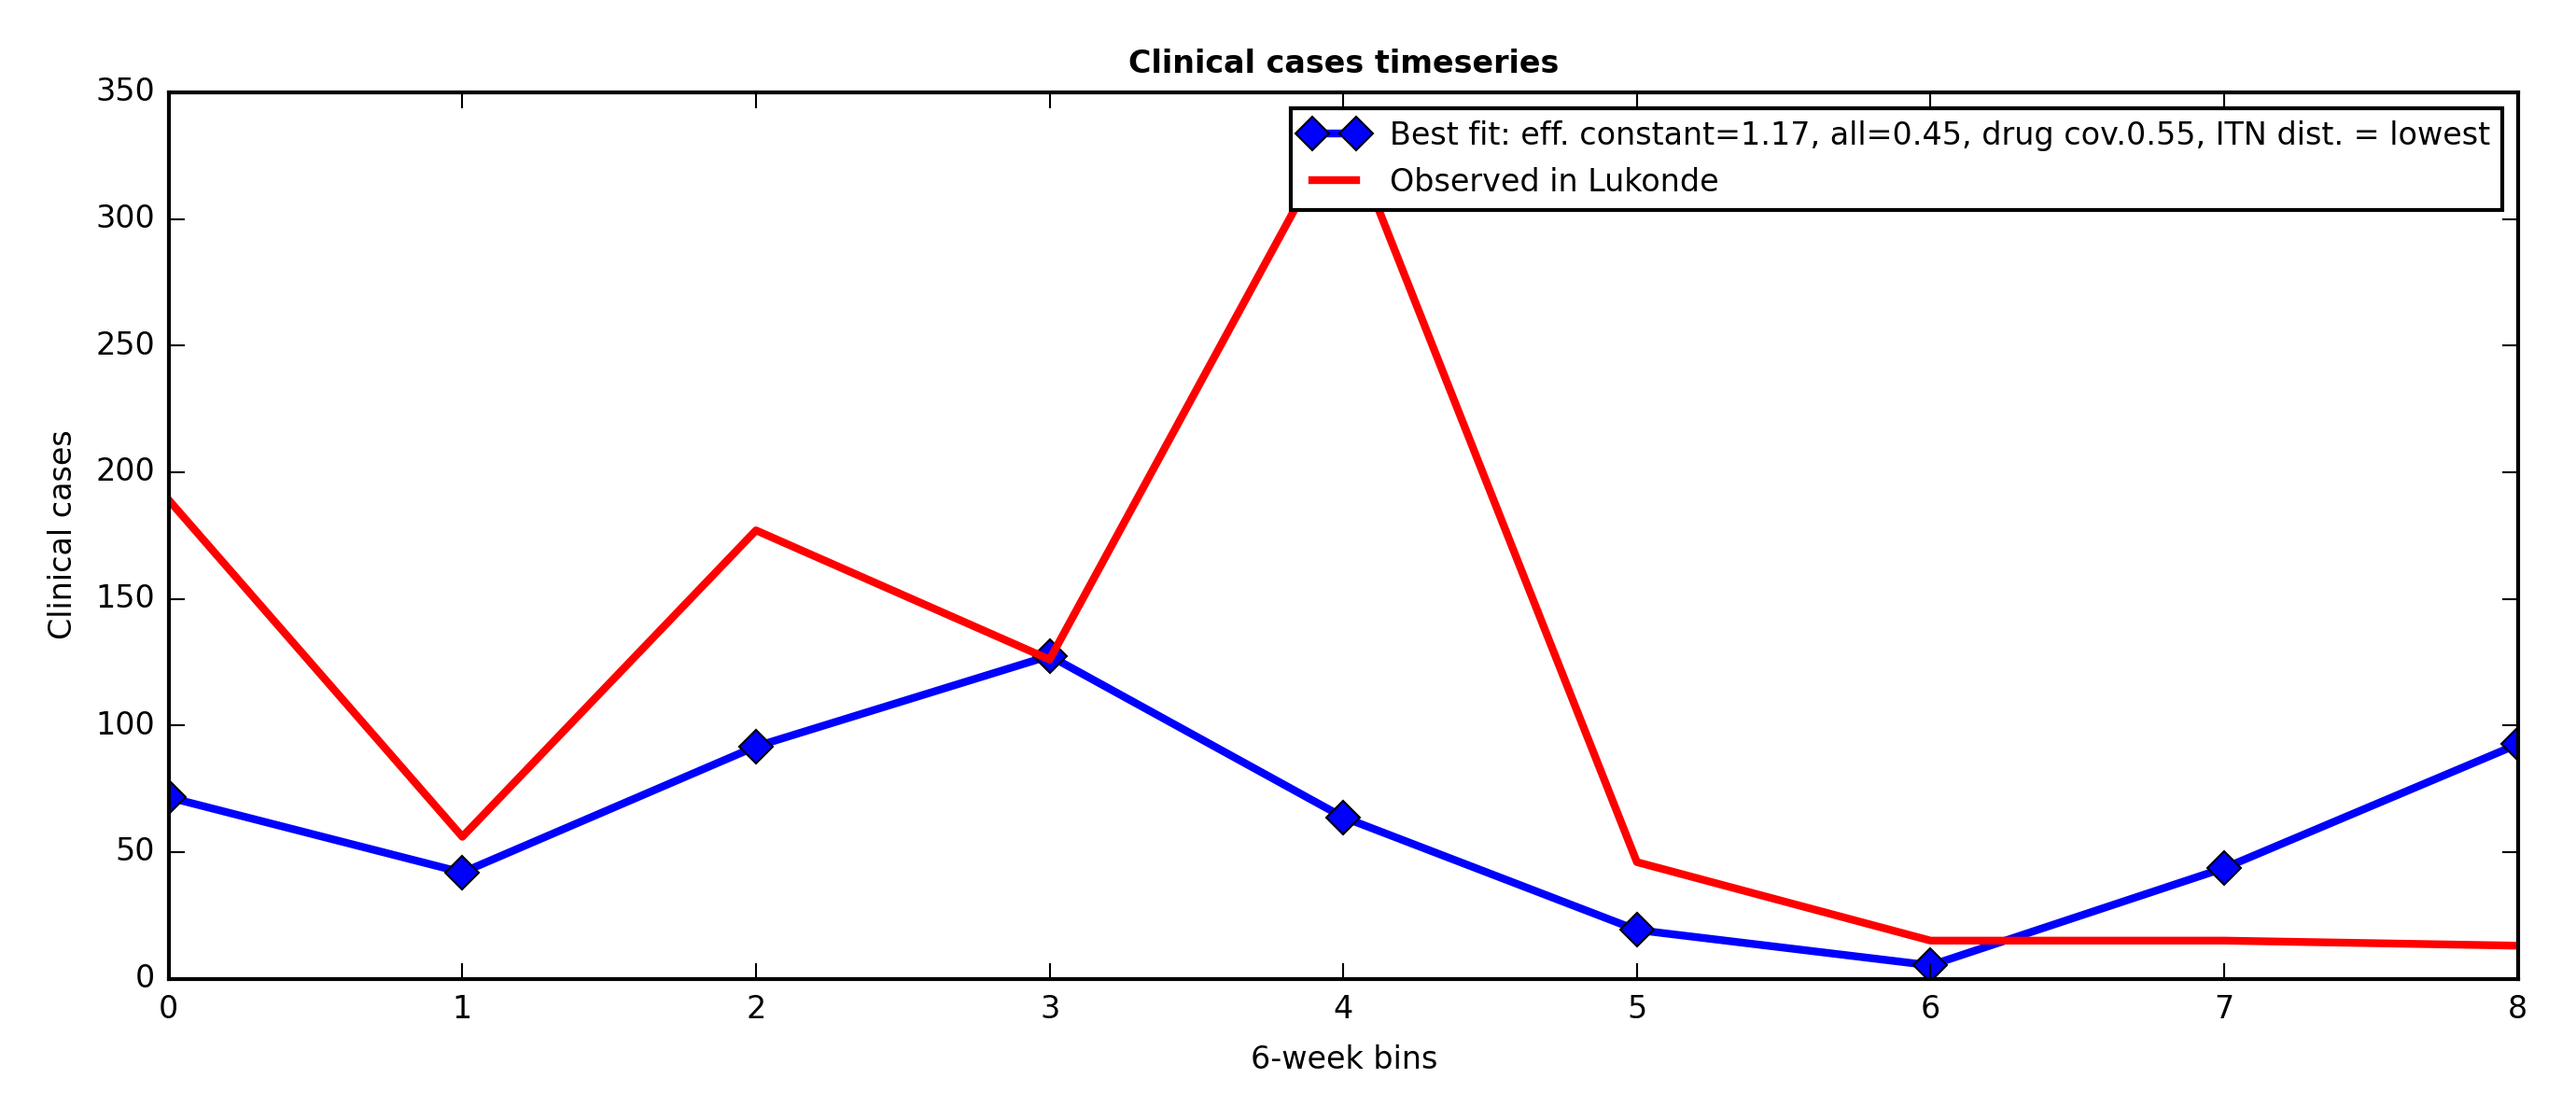 Clinical cases timeseries
350
300
250
200
150
100
50
0
Clinical cases
Best fit: eff. constant=1.17, all=0.45, drug cov.0.55, ITN dist. = lowest
Observed in Lukonde
0 1 2 3 4 5 6 7 8
6-week bins